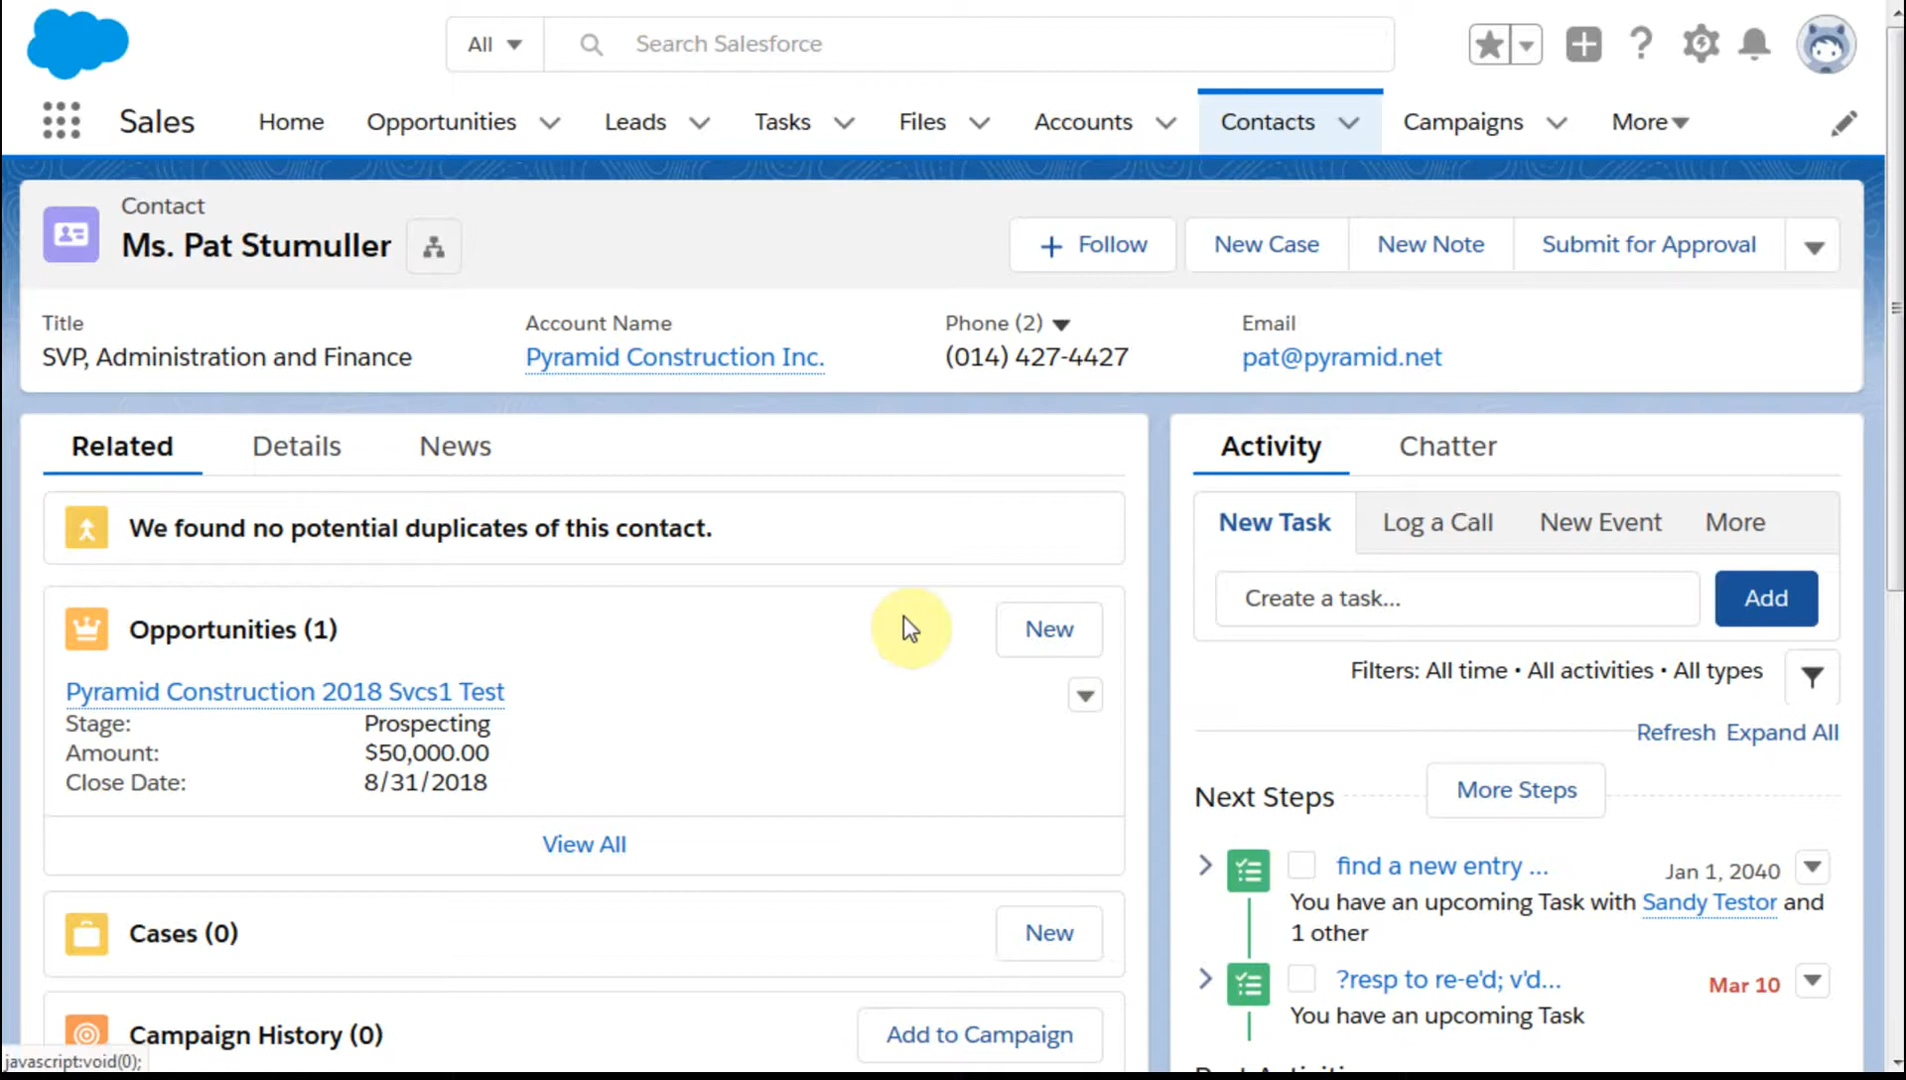 All
Search Salesforce
Sales
Home
Opportunities
Leads
Tasks
Files
Accounts
Contacts
Campaigns
More
Contact
Ms. Pat Stumuller
Follow
New Case
New Note
Submit for Approval
Title
Account Name
Phone (2)
Email
SVP, Administration and Finance
Pyramid Construction Inc.
(014) 427-4427
pat@pyramid.net
Related
Details
News
We found no potential duplicates of this contact.
Opportunities (1)
New
Pyramid Construction 2018 Svcs1 Test
Stage: Prospecting
Amount: $50,000.00
Close Date: 8/31/2018
View All
Cases (0)
New
Campaign History (0)
Add to Campaign
javascript:void(0);
Activity
Chatter
New Task
Log a Call
New Event
More
Create a task...
Add
Filters: All time • All activities • All types
Refresh Expand All
Next Steps
More Steps
find a new entry ...
Jan 1, 2040
You have an upcoming Task with Sandy Testor and
1 other
?resp to re-e'd; v'd...
Mar 10
You have an upcoming Task